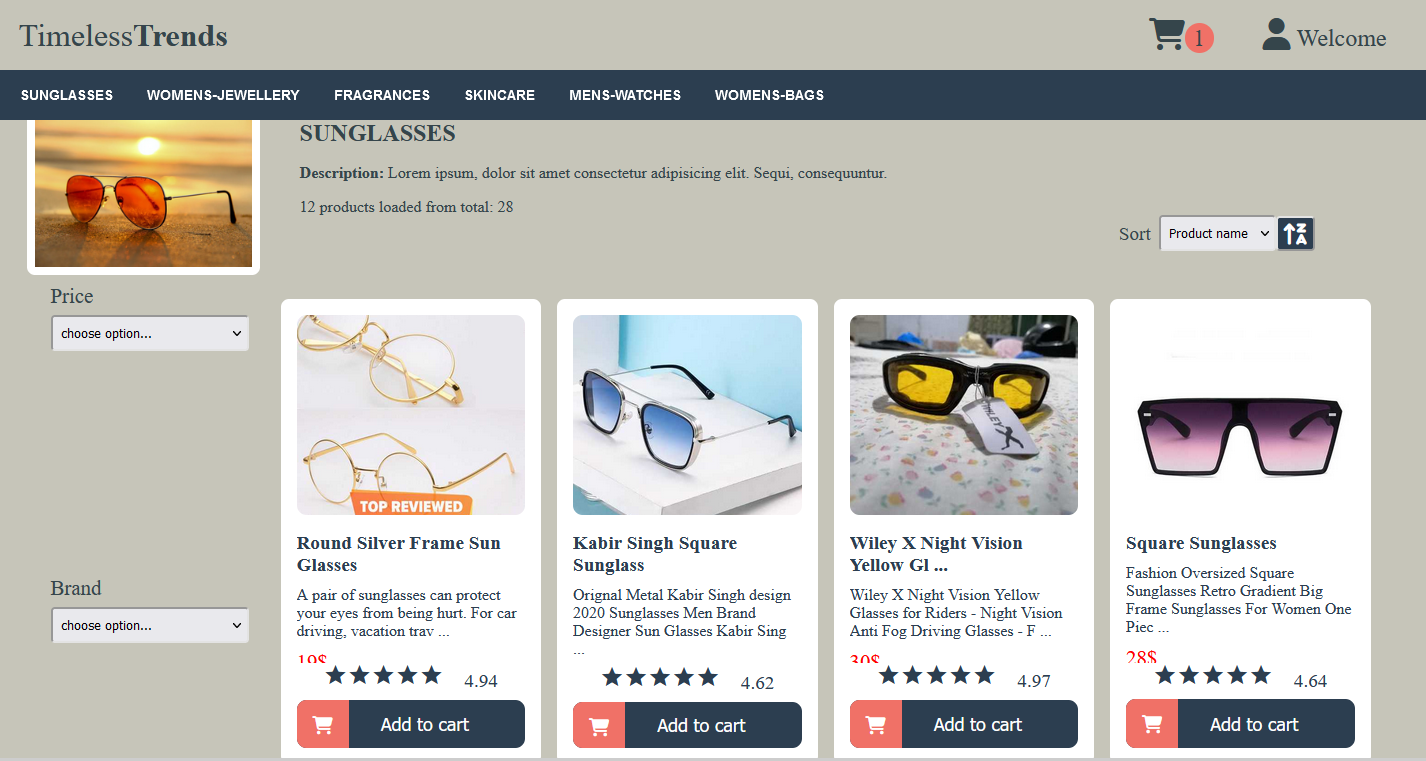 TimelessTrends
1
Welcome
SUNGLASSES WOMENS-JEWELLERY FRAGRANCES SKINCARE MENS-WATCHES WOMENS-BAGS
SUNGLASSES
Description: Lorem ipsum, dolor sit amet consectetur adipisicing elit. Sequi, consequuntur.
12 products loaded from total: 28
Sort Product name
Z
A
Price
choose option...
Brand
choose option...
TOP REVIEWED
Round Silver Frame Sun
Glasses
A pair of sunglasses can protect
your eyes from being hurt. For car
driving, vacation trav ...
19$
4.94
Add to cart
Kabir Singh Square
Sunglass
Orignal Metal Kabir Singh design
2020 Sunglasses Men Brand
Designer Sun Glasses Kabir Sing
...
4.62
Add to cart
Wiley X Night Vision
Yellow Gl ...
Wiley X Night Vision Yellow
Glasses for Riders - Night Vision
Anti Fog Driving Glasses - F ...
30$
4.97
Add to cart
Square Sunglasses
Fashion Oversized Square
Sunglasses Retro Gradient Big
Frame Sunglasses For Women One
Piec ...
28$
4.64
Add to cart